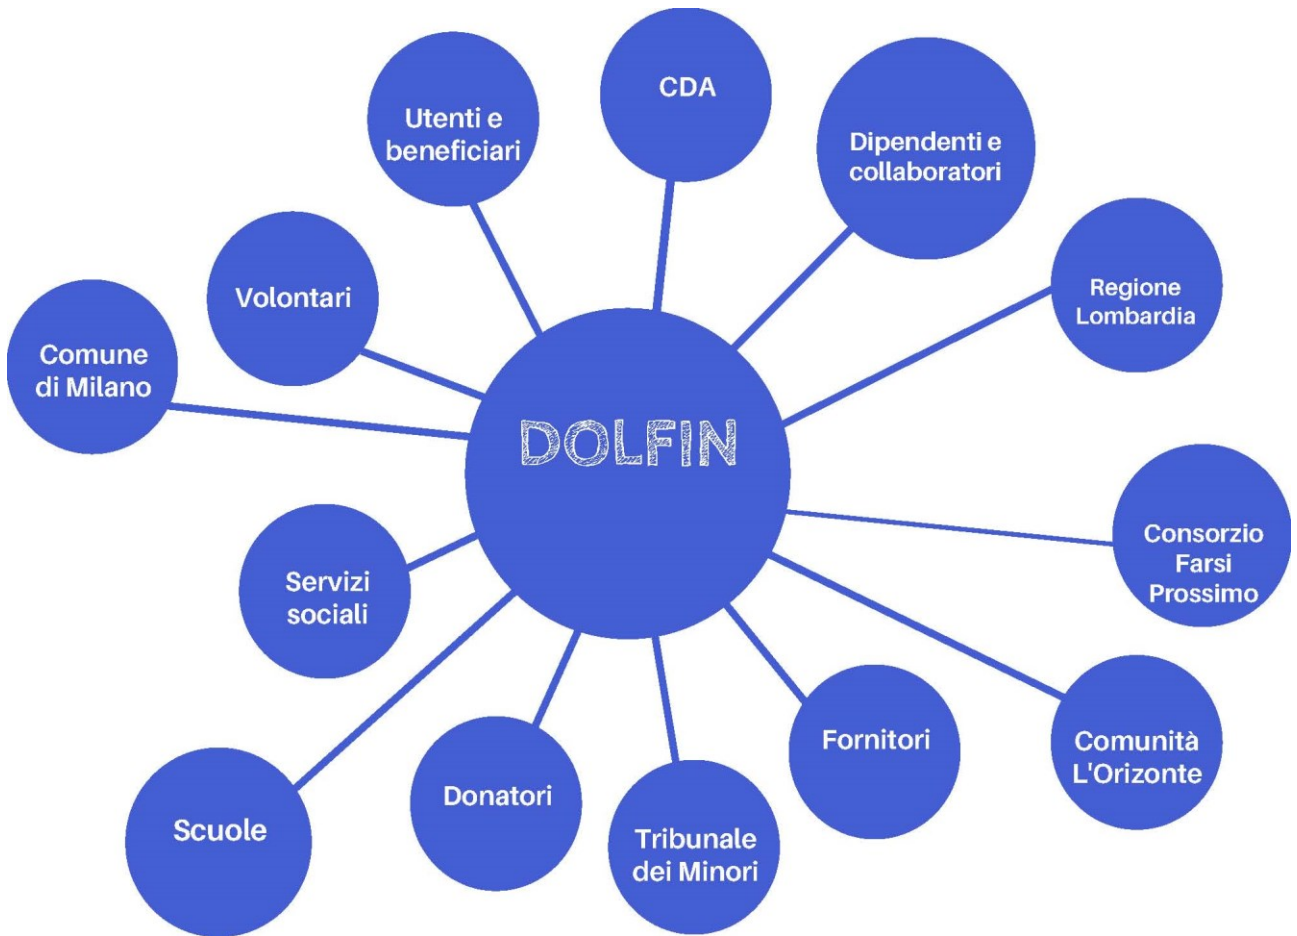 CDA
Utenti e
beneficiari
Dipendenti e
collaboratori
Volontari
Regione
Lombardia
Comune
di Milano
DOLFIN
Consorzio
Farsi
Prossimo
Servizi
sociali
Fornitori
Comunità
L'Orizonte
Donatori
Scuole
Tribunale
dei Minori